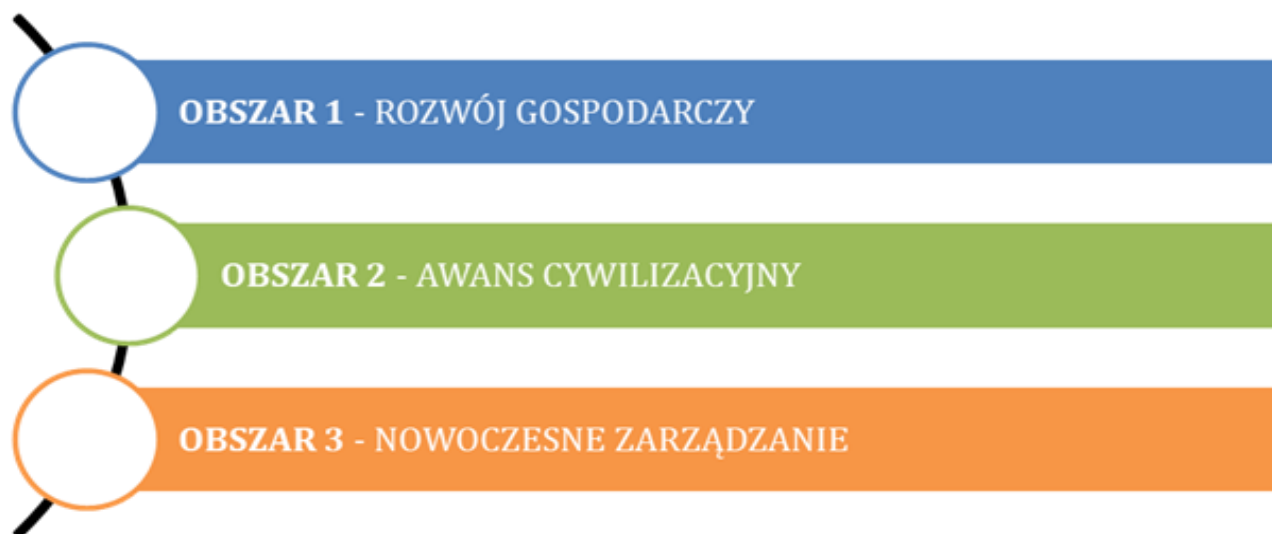 OBSZAR 1 - ROZWÓJ GOSPODARCZY
OBSZAR 2 - AWANS CYWILIZACYJNY
OBSZAR 3 - NOWOCZESNE ZARZĄDZANIE